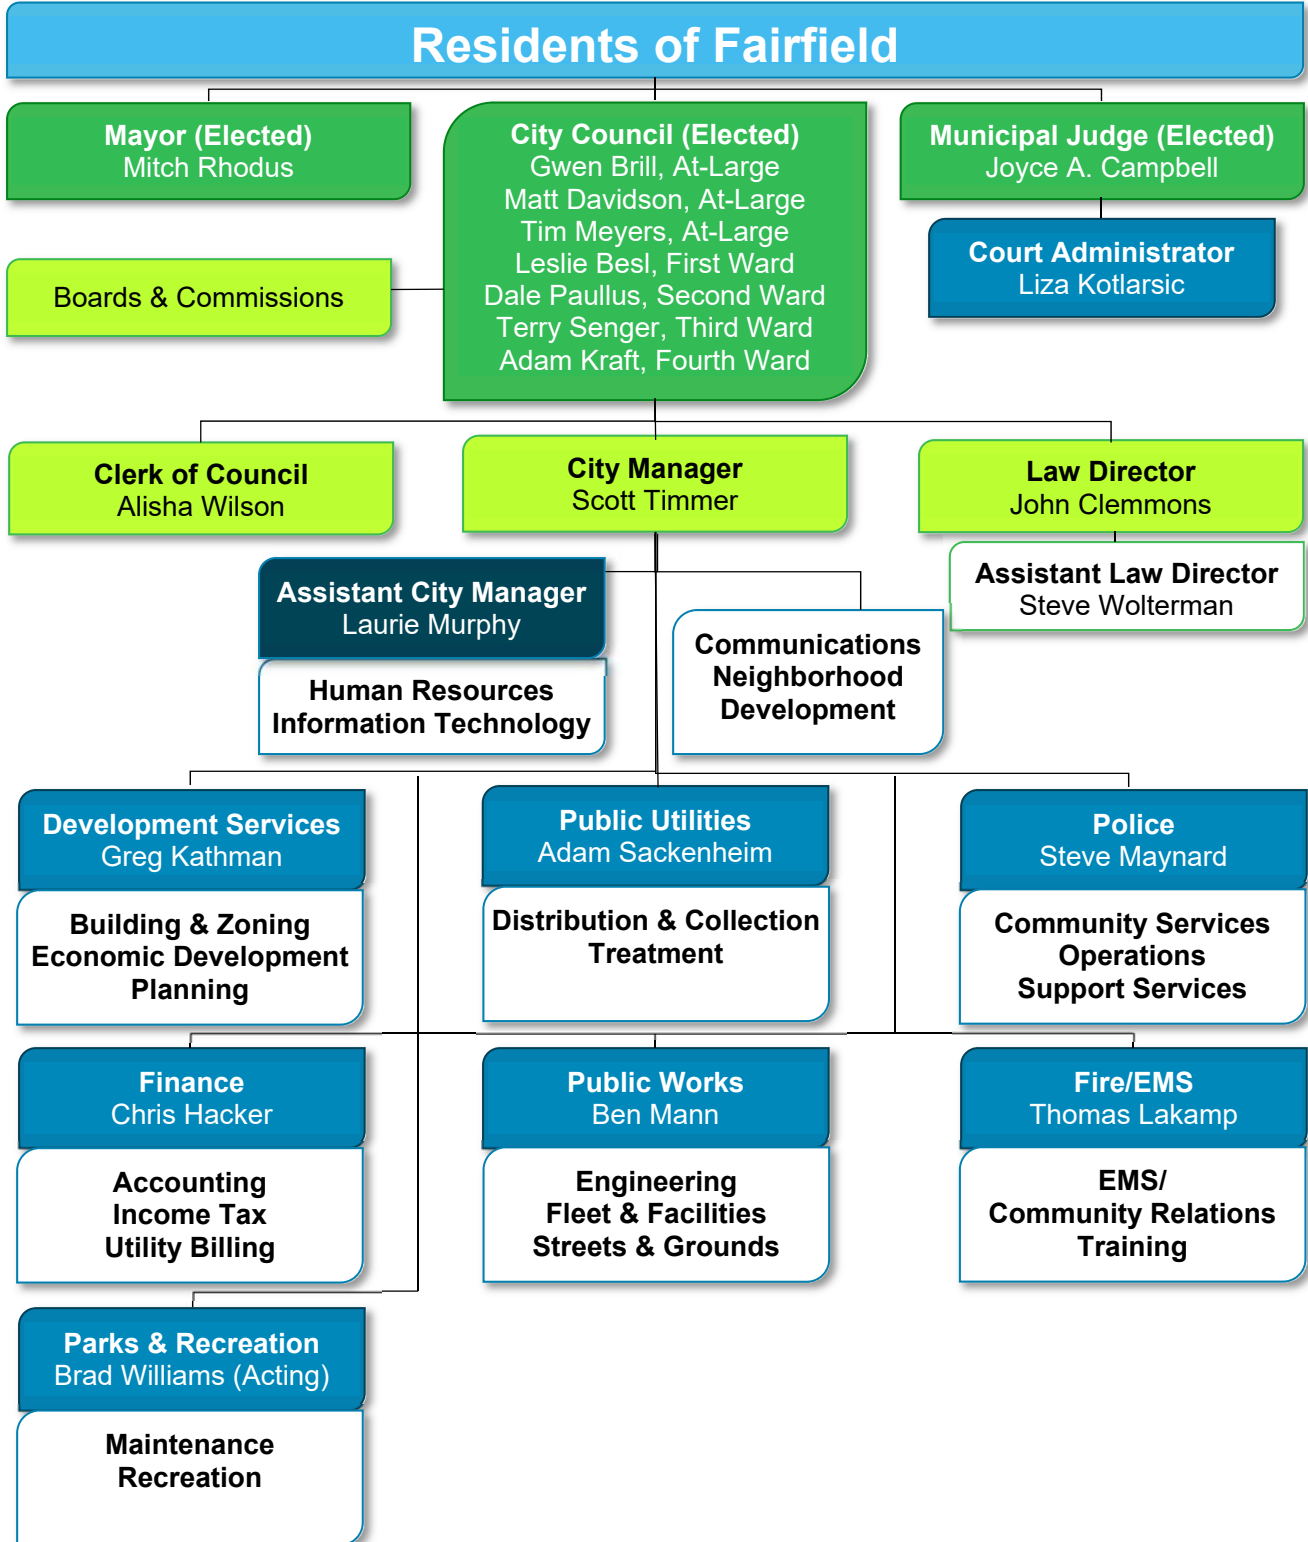 Residents of Fairfield
Mayor (Elected)
Mitch Rhodus
City Council (Elected)
Gwen Brill, At-Large
Matt Davidson, At-Large
Tim Meyers, At-Large
Leslie Besl, First Ward
Dale Paullus, Second Ward
Terry Senger, Third Ward
Adam Kraft, Fourth Ward
Municipal Judge (Elected)
Joyce A. Campbell
Court Administrator
Liza Kotlarsic
Boards & Commissions
Clerk of Council
Alisha Wilson
City Manager
Scott Timmer
Law Director
John Clemmons
Assistant Law Director
Steve Wolterman
Assistant City Manager
Laurie Murphy
Human Resources
Information Technology
Communications
Neighborhood
Development
Development Services
Greg Kathman
Building & Zoning
Economic Development
Planning
Public Utilities
Adam Sackenheim
Distribution & Collection
Treatment
Police
Steve Maynard
Community Services
Operations
Support Services
Finance
Chris Hacker
Accounting
Income Tax
Utility Billing
Public Works
Ben Mann
Engineering
Fleet & Facilities
Streets & Grounds
Fire/EMS
Thomas Lakamp
EMS/
Community Relations
Training
Parks & Recreation
Brad Williams (Acting)
Maintenance
Recreation